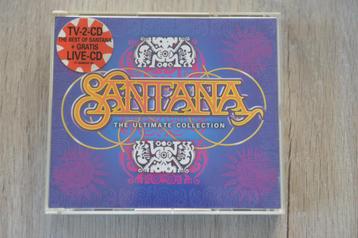 TV-2-CD
THE BEST OF SANTANA
+ GRATIS
LIVE-CD
SANTANA
THE ULTIMATE COLLECTION